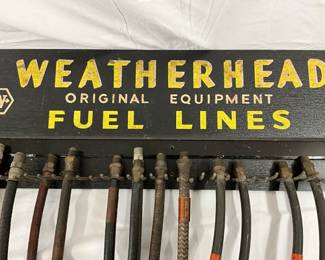 WEATHERHEAD
ORIGINAL EQUIPMENT
FUEL LINES